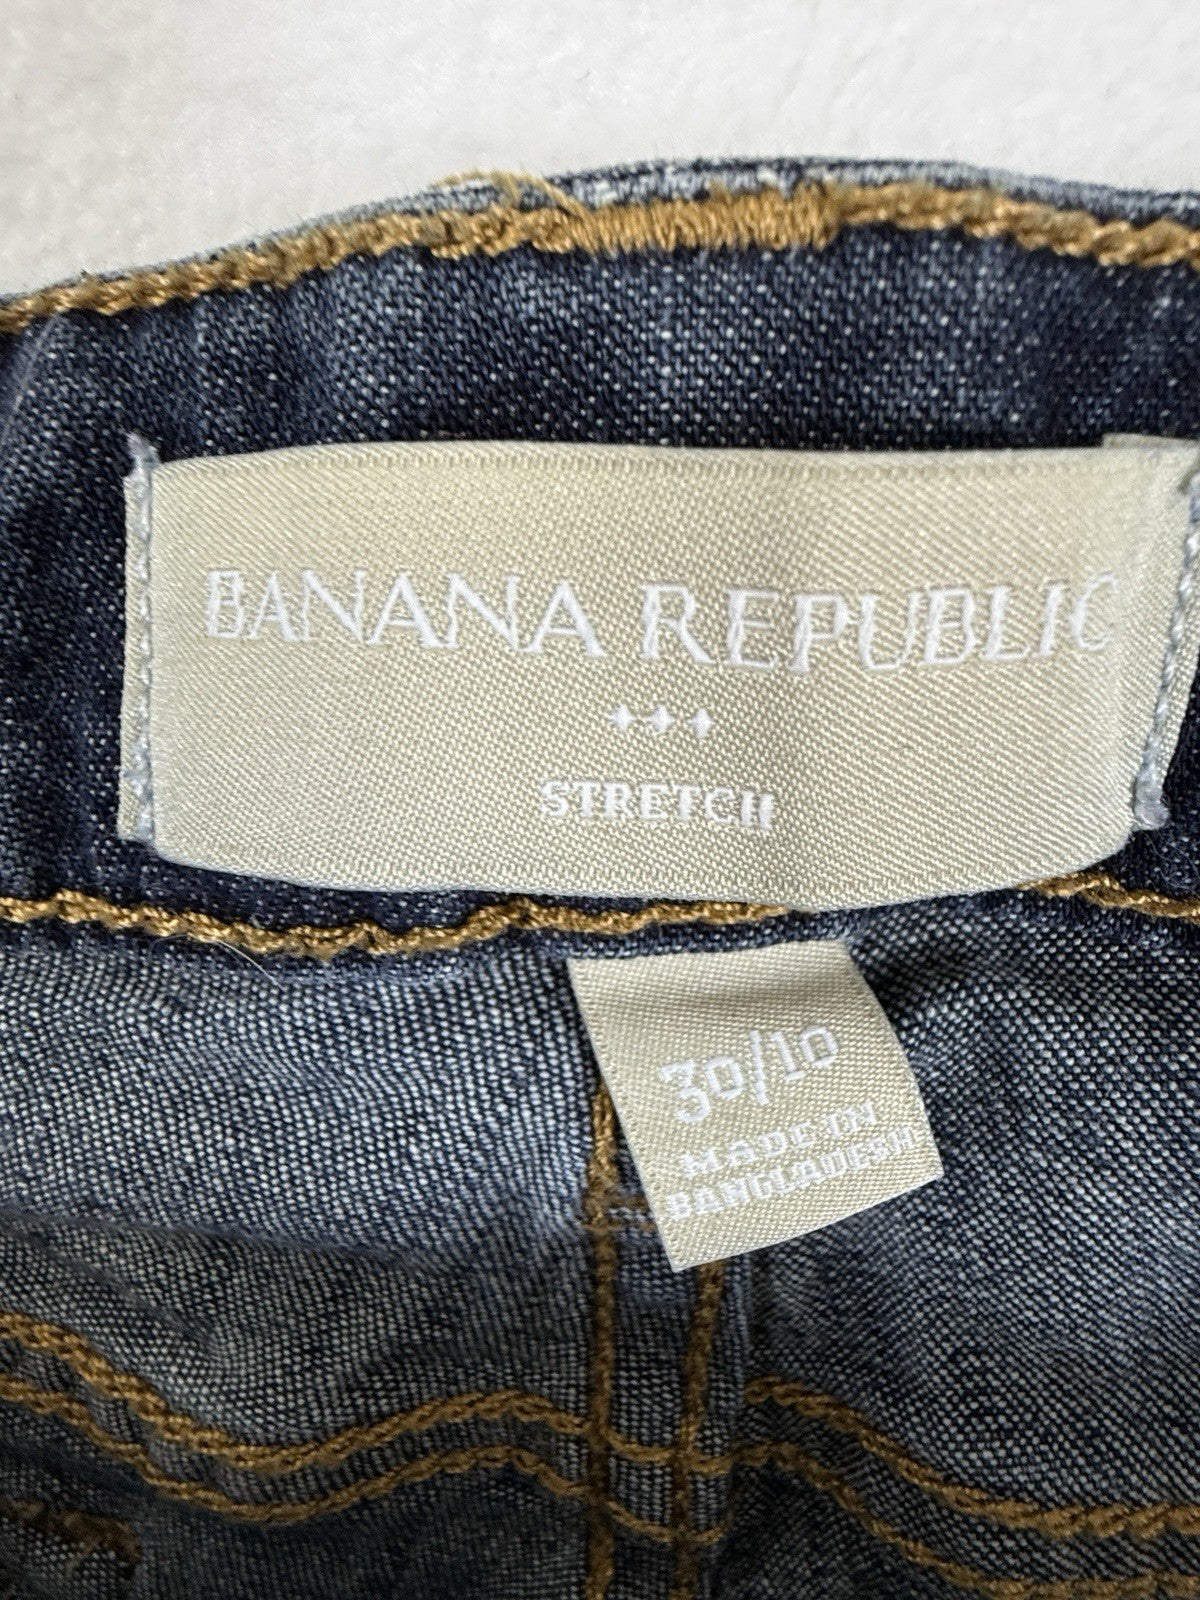 BANANA REPUBLIC
STRETCH
30/10
MADE IN
BANGLADESH